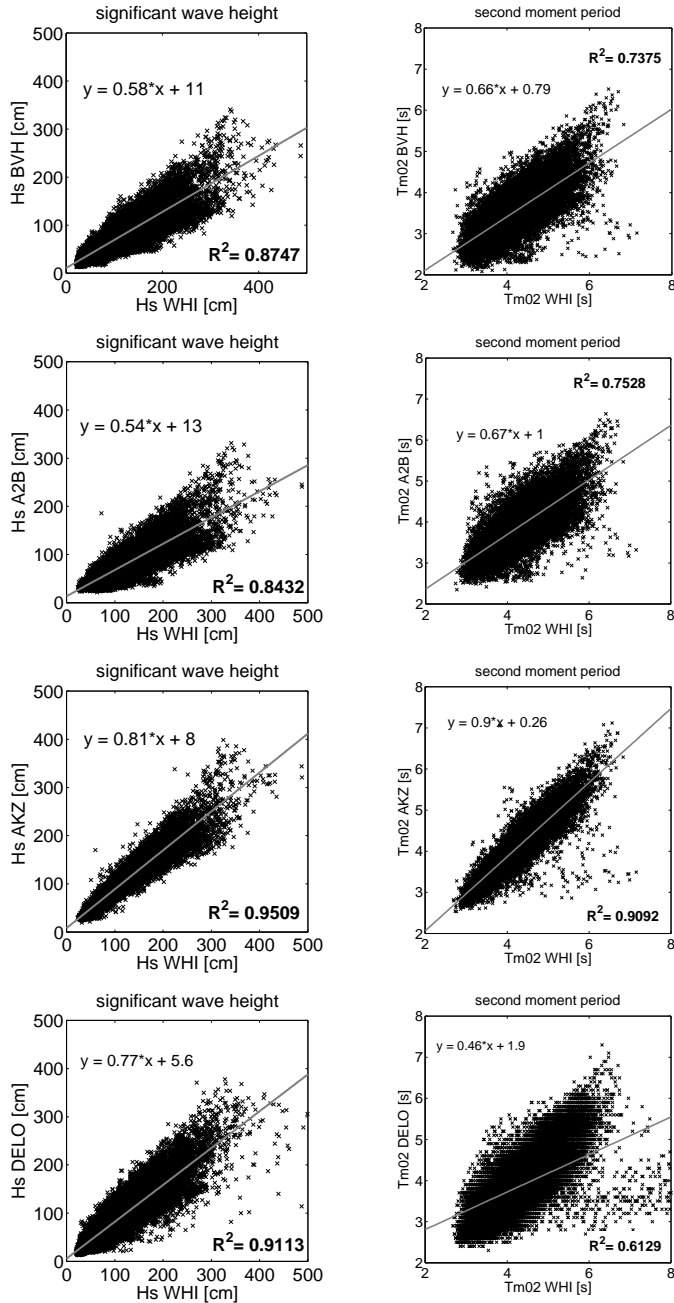 significant wave height
500
400
300
200
100
0
Hs BVH [cm]
y = 0.58*x + 11
R2= 0.8747
0 200 400
Hs WHI [cm]
second moment period
8
7
6
5
4
3
2
Tm02 BVH [s]
R2= 0.7375
y = 0.66*x + 0.79
2 4 6 8
Tm02 WHI [s]
significant wave height
500
400
300
200
100
0
Hs A2B [cm]
y = 0.54*x + 13
R2= 0.8432
0 100 200 300 400 500
Hs WHI [cm]
second moment period
8
7
6
5
4
3
2
Tm02 A2B [s]
R2= 0.7528
y = 0.67*x + 1
2 4 6 8
Tm02 WHI [s]
significant wave height
500
400
300
200
100
0
Hs AKZ [cm]
y = 0.81*x + 8
R2= 0.9509
0 100 200 300 400 500
Hs WHI [cm]
second moment period
8
7
6
5
4
3
2
Tm02 AKZ [s]
y = 0.9*x + 0.26
R2= 0.9092
2 4 6 8
Tm02 WHI [s]
significant wave height
500
400
300
200
100
0
Hs DELO [cm]
y = 0.77*x + 5.6
R2= 0.9113
0 100 200 300 400 500
Hs WHI [cm]
second moment period
8
7
6
5
4
3
2
Tm02 DELO [s]
y = 0.46*x + 1.9
R2= 0.6129
2 4 6 8
Tm02 WHI [s]